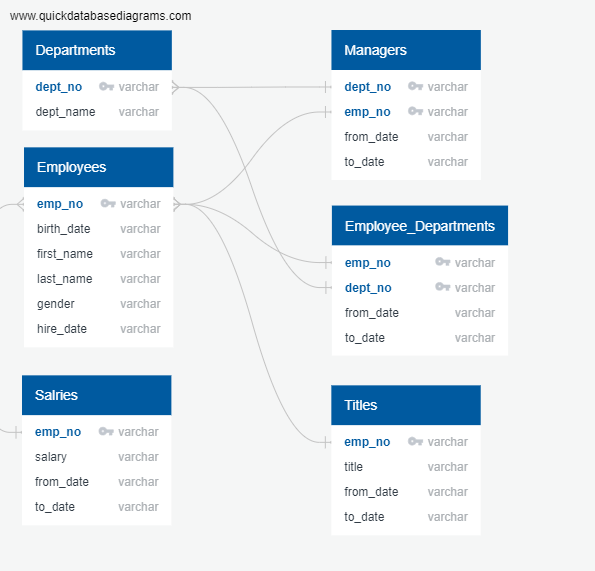 www.quickdatabasediagrams.com
Departments
dept_no varchar
dept_name varchar
Employees
emp_no varchar
birth_date varchar
first_name varchar
last_name varchar
gender varchar
hire_date varchar
Salries
emp_no varchar
salary varchar
from_date varchar
to_date varchar
Managers
dept_no varchar
emp_no varchar
from_date varchar
to_date varchar
Employee_Departments
emp_no varchar
dept_no varchar
from_date varchar
to_date varchar
Titles
emp_no varchar
title varchar
from_date varchar
to_date varchar